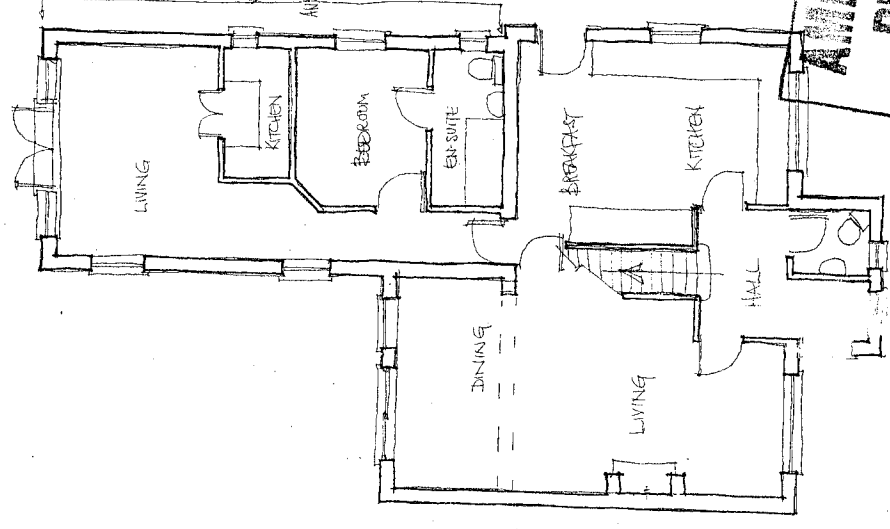 LIVING
KITCHEN
BEDROOM
EN-SUITE
BREAKFAST
KITCHEN
HALL
DINING
LIVING